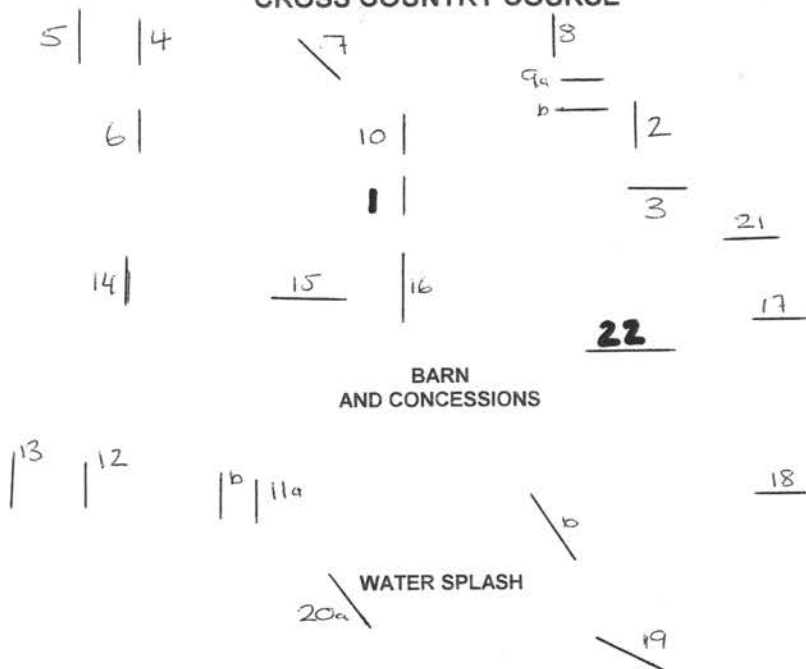 CROSS COUNTRY COURSE
5 4 7 8
9a
b
6 10 2
1
3
21
14 15 16
17
22
BARN
AND CONCESSIONS
13 12
b 11a
18
b
WATER SPLASH
20a
19